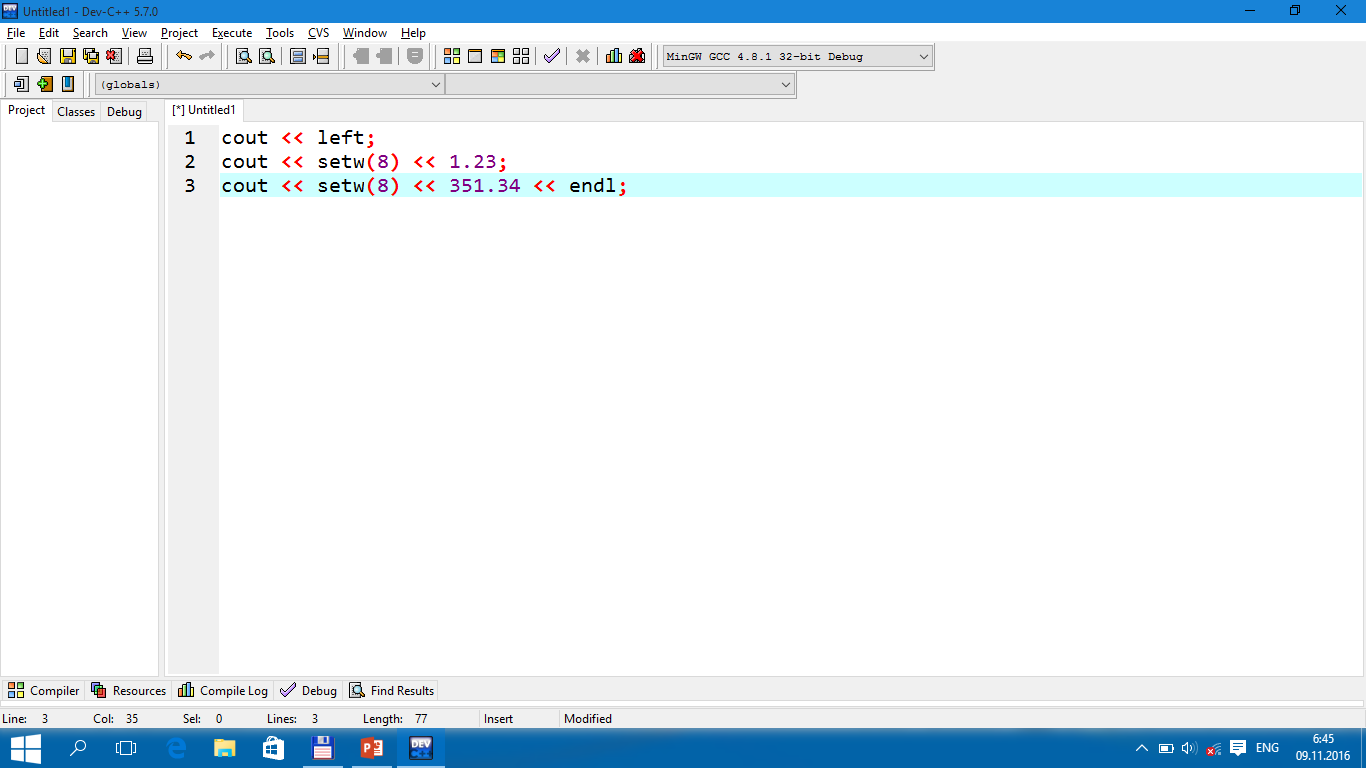 Untitled1 - Dev-C++ 5.7.0
File Edit Search View Project Execute Tools CVS Window Help
MinGW GCC 4.8.1 32-bit Debug
(globals)
Project Classes Debug [*] Untitled1
1 cout << left;
2 cout << setw(8) << 1.23;
3 cout << setw(8) << 351.34 << endl;
Compiler Resources Compile Log Debug Find Results
Line: 3 Col: 35 Sel: 0 Lines: 3 Length: 77 Insert Modified
DEV C++ ENG 6:45
09.11.2016